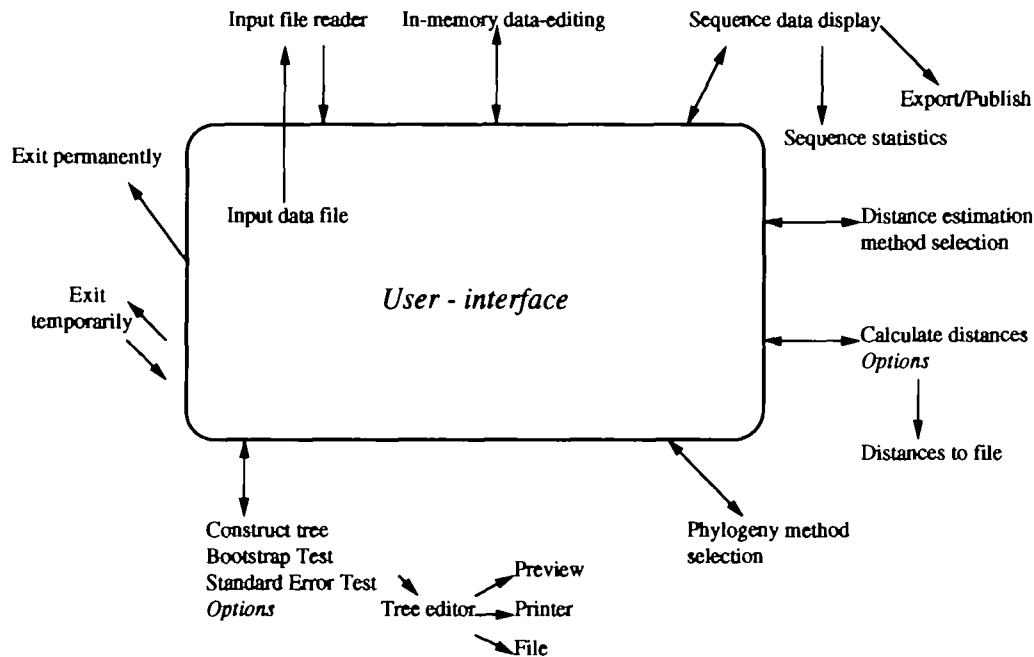 Input file reader
In-memory data-editing
Sequence data display
Export/Publish
Sequence statistics
Exit permanently
Input data file
Distance estimation
method selection
User - interface
Exit
temporarily
Calculate distances
Options
Distances to file
Construct tree
Bootstrap Test
Standard Error Test
Options
Phylogeny method
selection
Tree editor
Preview
Printer
File